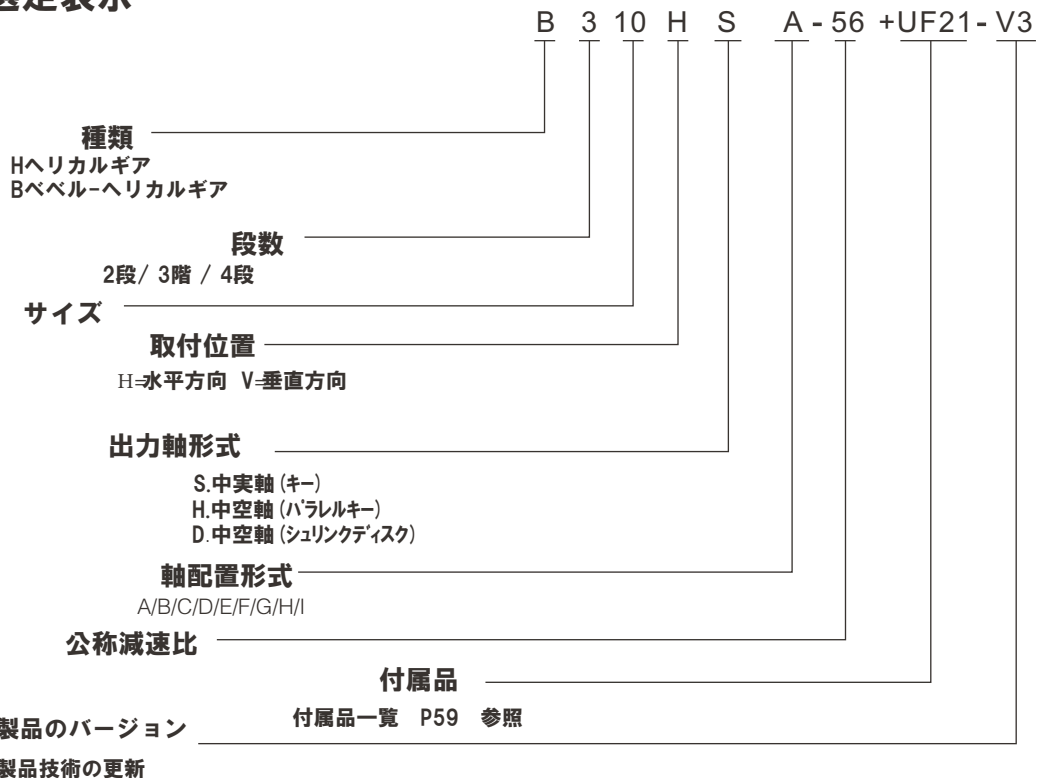 選定表示
B 3 10 H S A - 56 +UF21 - V3
種類
Hヘリカルギア
Bベベル-ヘリカルギア
段数
2段/ 3階 / 4段
サイズ
取付位置
H=水平方向 V=垂直方向
出力軸形式
S.中実軸(キー)
H.中空軸(パラレルキー)
D.中空軸(シュリンクディスク)
軸配置形式
A/B/C/D/E/F/G/H/I
公称減速比
付属品
付属品一覧 P59 参照
製品のバージョン
製品技術の更新